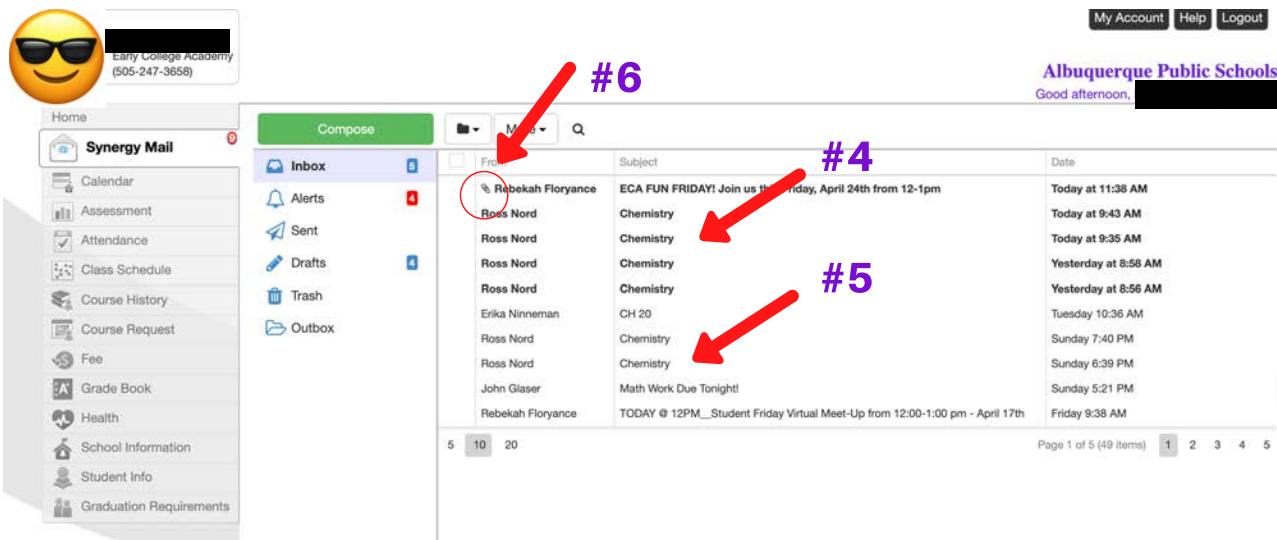 My Account Help Logout
Early College Academy
(505-247-3658)
#6
Albuquerque Public Schools
Good afternoon,
Home
Synergy Mail 9
Calendar
Assessment
Attendance
Class Schedule
Course History
Course Request
Fee
Grade Book
Health
School Information
Student Info
Graduation Requirements
Compose
Inbox 5
Alerts 4
Sent
Drafts 4
Trash
Outbox
#4
Subject Date
Rebekah Floryance ECA FUN FRIDAY! Join us Friday, April 24th from 12-1pm Today at 11:38 AM
Ross Nord Chemistry Today at 9:43 AM
Ross Nord Chemistry Today at 9:35 AM
Ross Nord Chemistry Yesterday at 8:58 AM
#5
Ross Nord Chemistry Yesterday at 8:56 AM
Erika Ninneman CH 20 Tuesday 10:36 AM
Ross Nord Chemistry Sunday 7:40 PM
Ross Nord Chemistry Sunday 6:39 PM
John Glaser Math Work Due Tonight! Sunday 5:21 PM
Rebekah Floryance TODAY @ 12PM__Student Friday Virtual Meet-Up from 12:00-1:00 pm - April 17th Friday 9:38 AM
5 10 20
Page 1 of 5 (49 items) 1 2 3 4 5